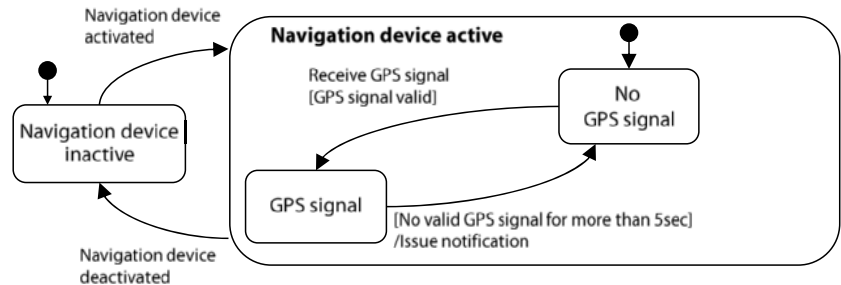 Navigation device
activated
Navigation device active
Receive GPS signal
[GPS signal valid]
No
GPS signal
Navigation device
inactive
GPS signal
[No valid GPS signal for more than 5sec]
/Issue notification
Navigation device
deactivated